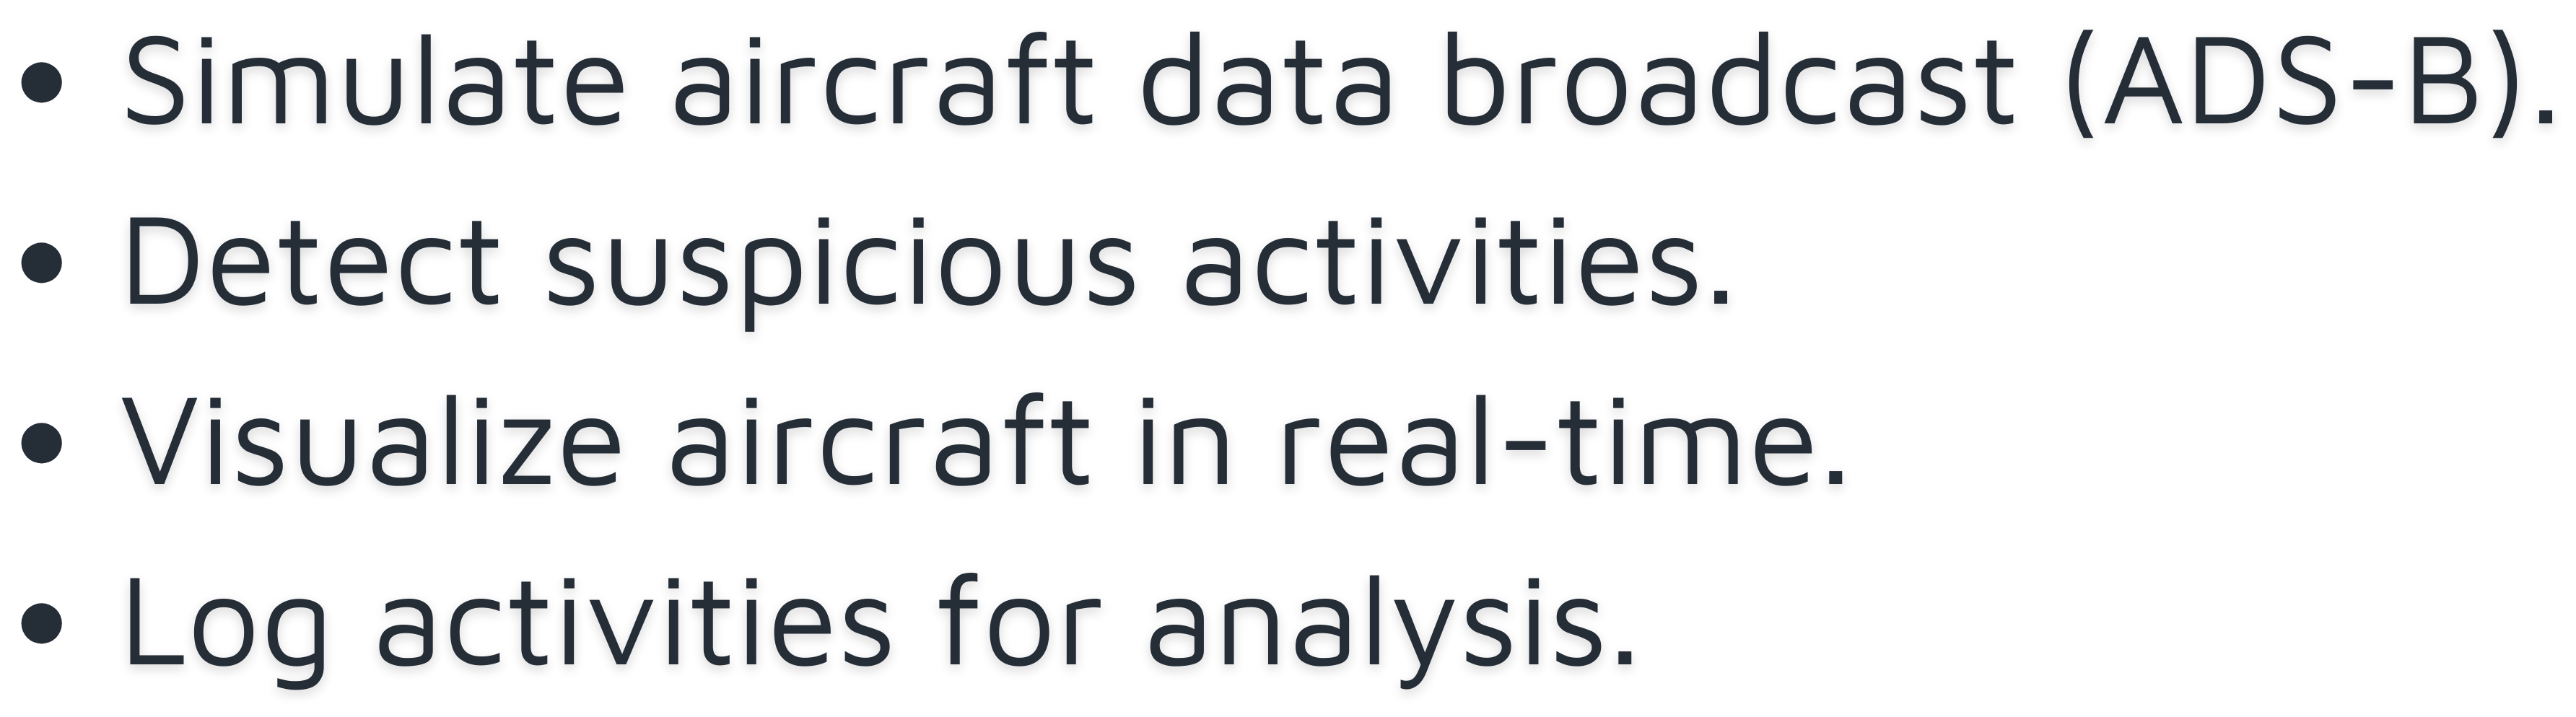 • Simulate aircraft data broadcast (ADS-B).
• Detect suspicious activities.
• Visualize aircraft in real-time.
• Log activities for analysis.